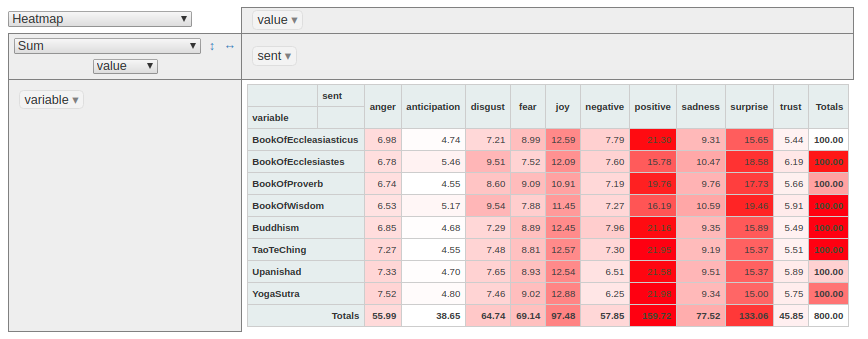 Heatmap ▼
value ▾
Sum ▼ ↕ ↔
value ▼
sent ▾
variable ▾
sent
anger anticipation disgust fear joy negative positive sadness surprise trust Totals
variable
BookOfEccleasiasticus 6.98 4.74 7.21 8.99 12.59 7.79 21.30 9.31 15.65 5.44 100.00
BookOfEcclesiastes 6.78 5.46 9.51 7.52 12.09 7.60 15.78 10.47 18.58 6.19 100.00
BookOfProverb 6.74 4.55 8.60 9.09 10.91 7.19 19.76 9.76 17.73 5.66 100.00
BookOfWisdom 6.53 5.17 9.54 7.88 11.45 7.27 16.19 10.59 19.46 5.91 100.00
Buddhism 6.85 4.68 7.29 8.89 12.45 7.96 9.35 15.89 5.49 100.00
TaoTeChing 7.27 4.55 7.48 8.81 12.57 7.30 9.19 15.37 5.51 100.00
Upanishad 7.33 4.70 7.65 8.93 12.54 6.51 9.51 15.37 5.89 100.00
YogaSutra 7.52 4.80 7.46 9.02 12.88 6.25 9.34 15.00 5.75 100.00
Totals 55.99 38.65 64.74 69.14 97.48 57.85 159.72 77.52 133.06 45.85 800.00